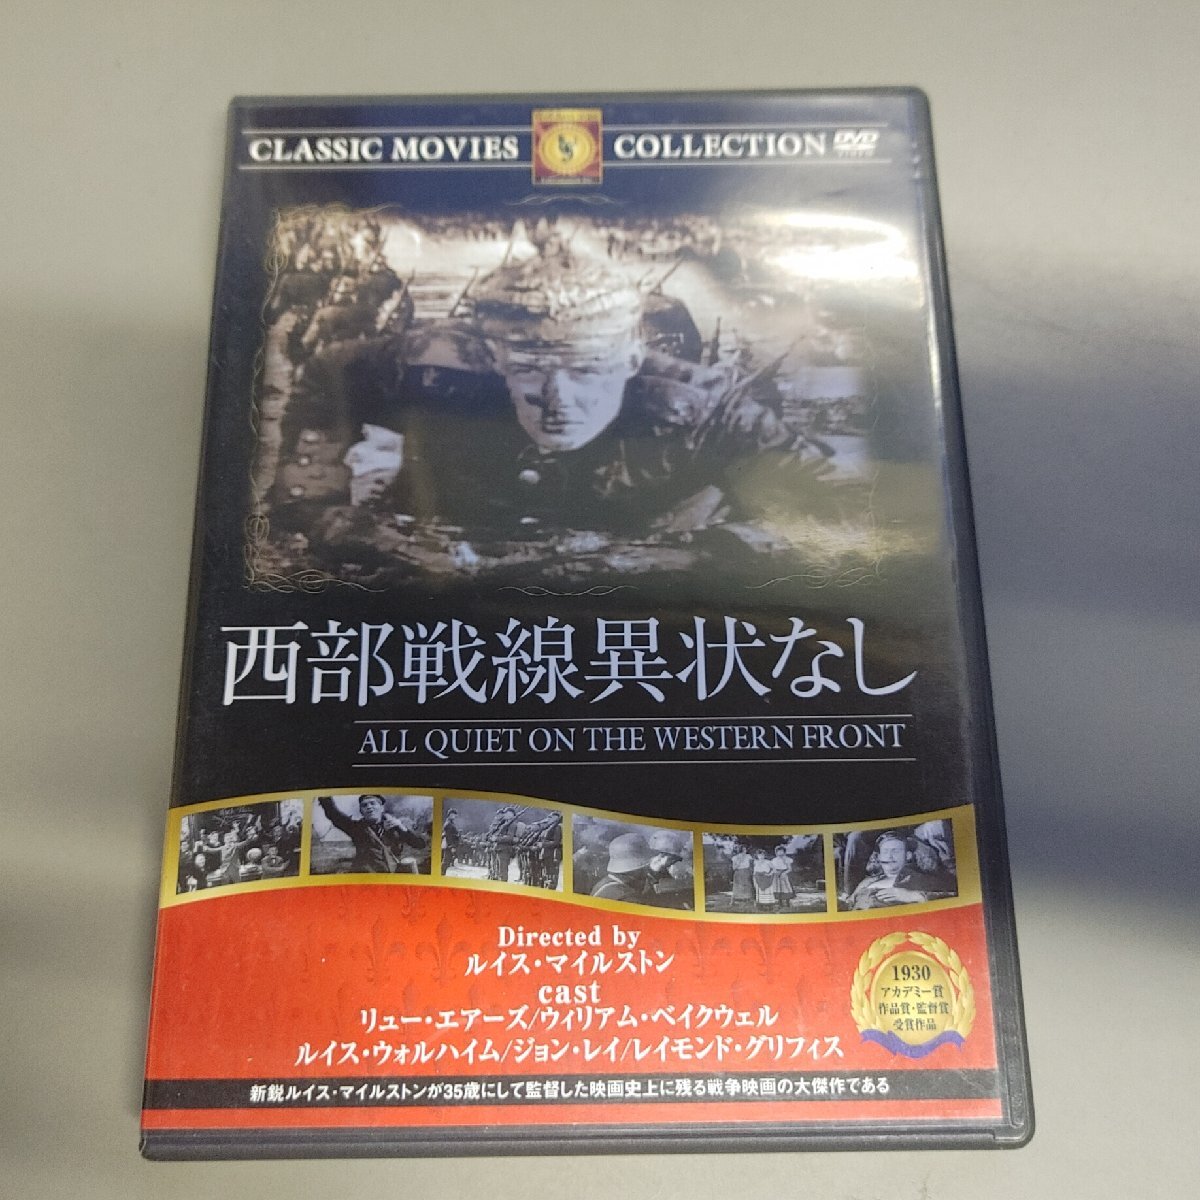 CLASSIC MOVIES COLLECTION DVD
VIDEO
西部戦線異状なし
ALL QUIET ON THE WESTERN FRONT
Directed by
ルイス・マイルストン
cast
リュー・エアーズ/ウィリアム・ベイクウェル
ルイス・ウォルハイム/ジョン・レイ/レイモンド・グリフィス
1930
アカデミー賞
作品賞・監督賞
受賞作品
新鋭ルイス・マイルストンが35歳にして監督した映画史上に残る戦争映画の大傑作である